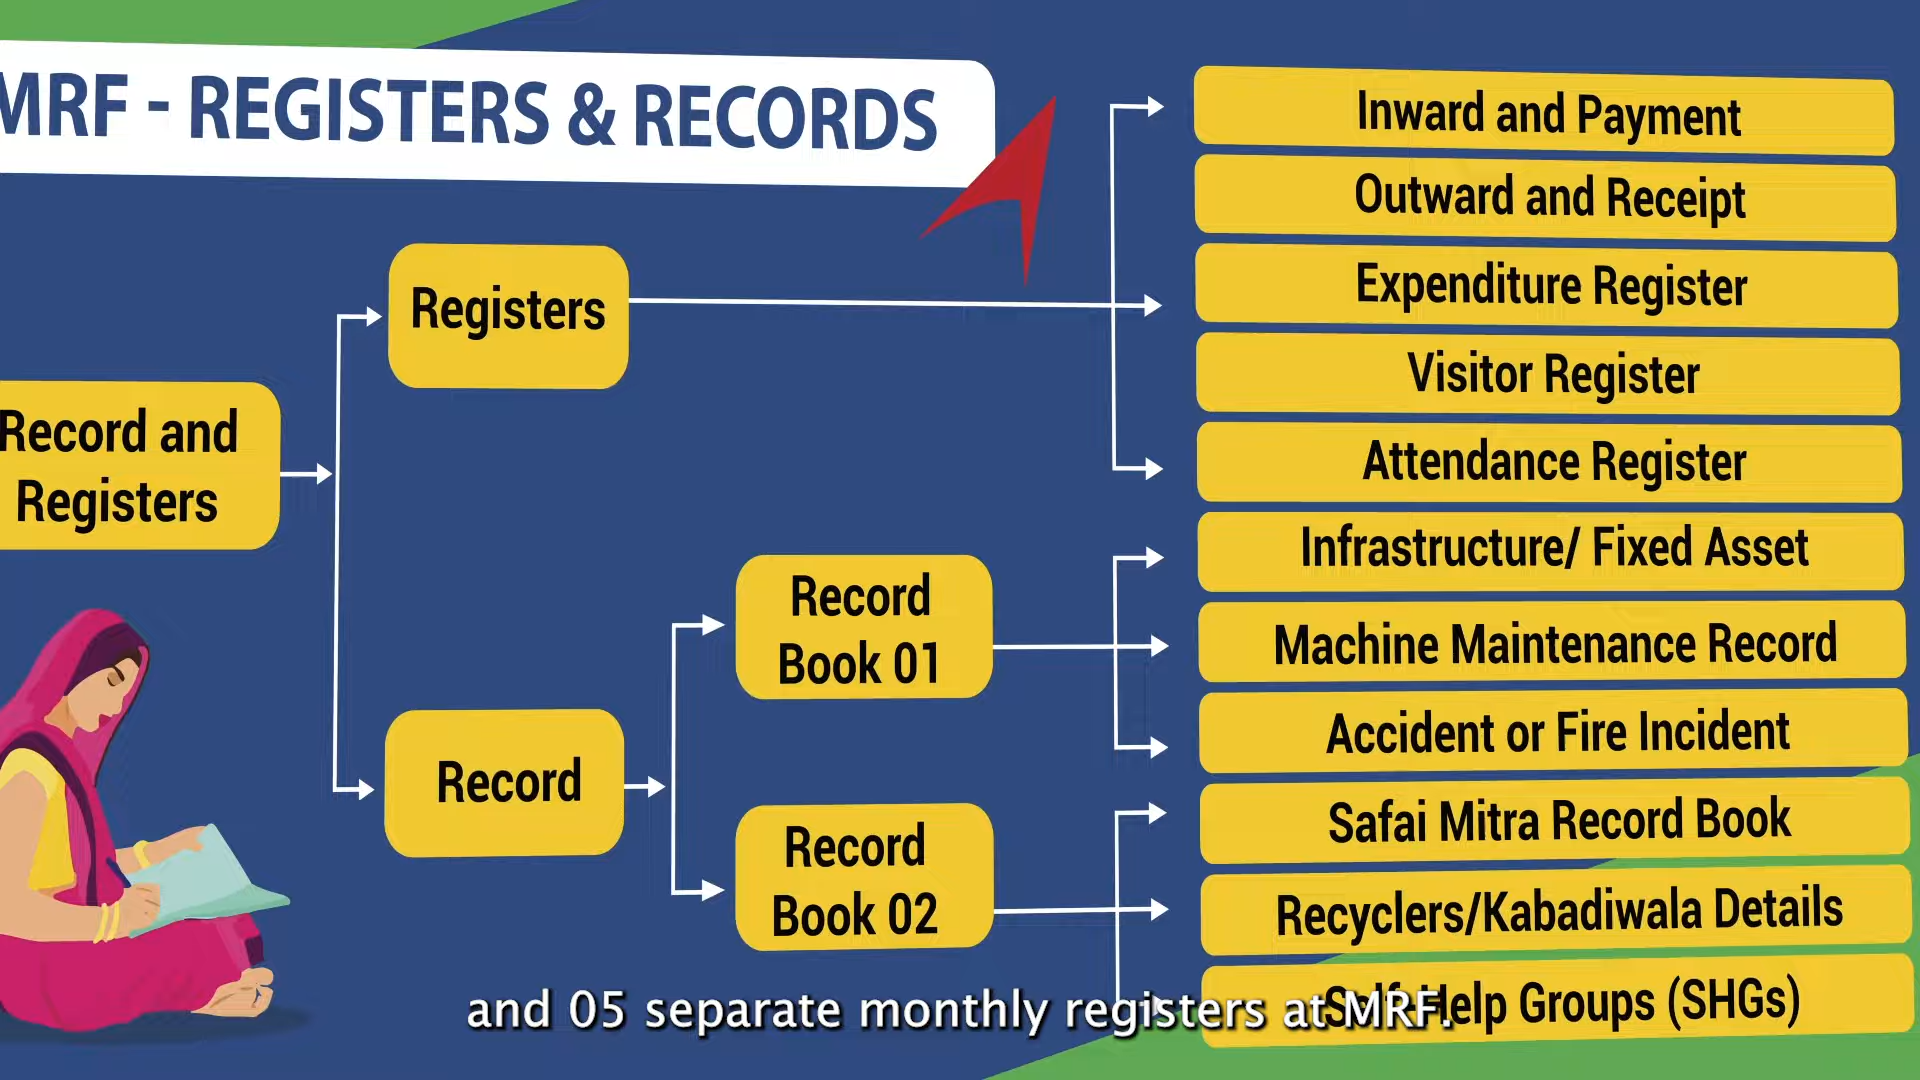 MRF - REGISTERS & RECORDS
Record and
Registers
Registers
Record
Record
Book 01
Record
Book 02
Inward and Payment
Outward and Receipt
Expenditure Register
Visitor Register
Attendance Register
Infrastructure/ Fixed Asset
Machine Maintenance Record
Accident or Fire Incident
Safai Mitra Record Book
Recyclers/Kabadiwala Details
Self Help Groups (SHGs)
and 05 separate monthly registers at MRF.